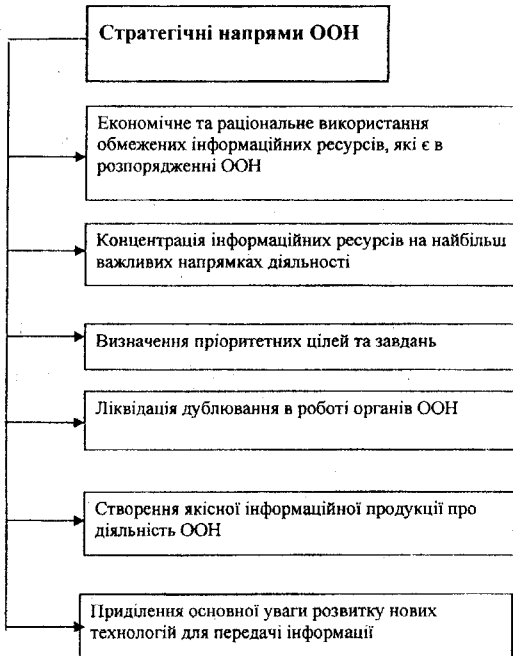 Стратегічні напрями ООН
Економічне та раціональне використання
обмежених інформаційних ресурсів, які є в
розпорядженні ООН
Концентрація інформаційних ресурсів на найбільш
важливих напрямках діяльності
Визначення пріоритетних цілей та завдань
Ліквідація дублювання в роботі органів ООН
Створення якісної інформаційної продукції про
діяльність ООН
Приділення основної уваги розвитку нових
технологій для передачі інформації